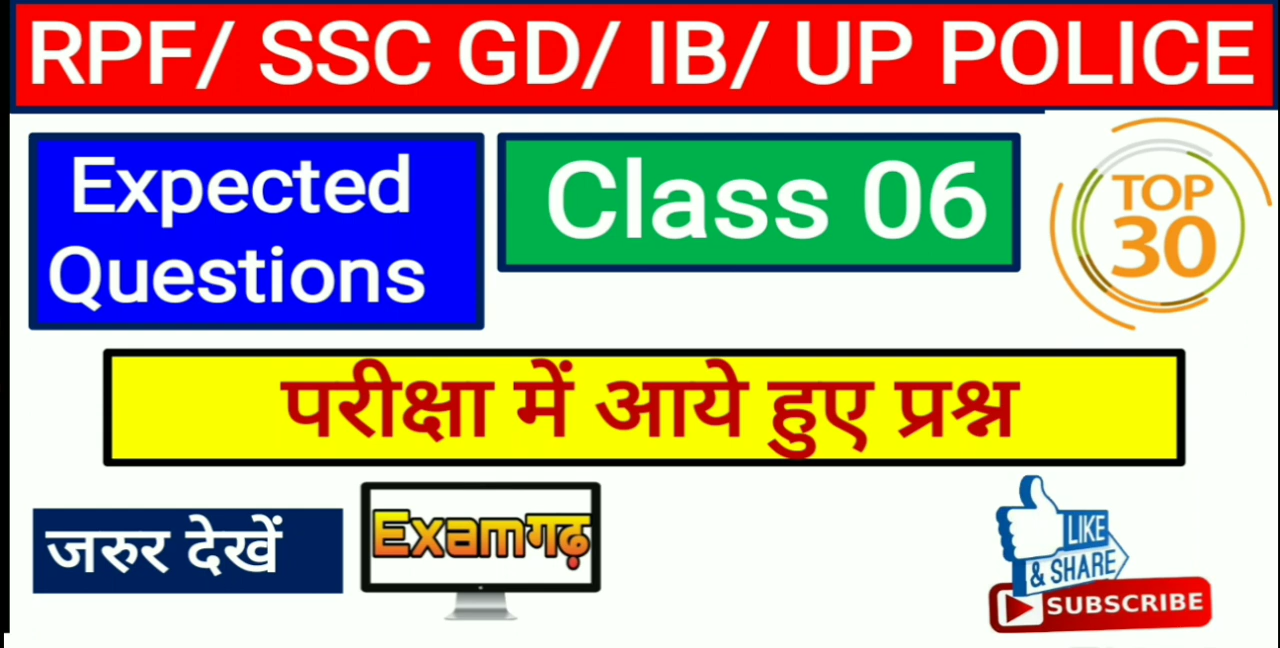 RPF/ SSC GD/ IB/ UP POLICE
Expected
Questions
Class 06
TOP
30
परीक्षा में आये हुए प्रश्न
जरुर देखें
Examगढ़
LIKE
& SHARE
SUBSCRIBE